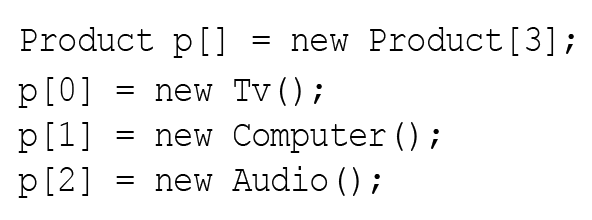 Product p[] = new Product[3];
p[0] = new Tv();
p[1] = new Computer();
p[2] = new Audio();